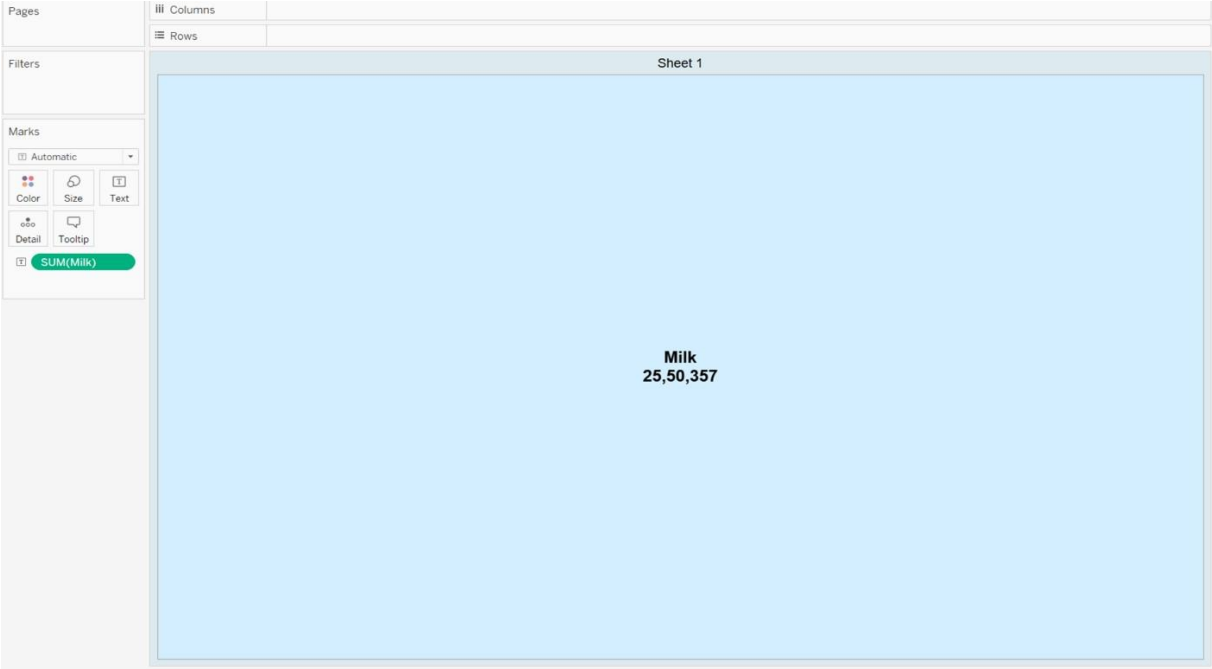 Pages
Columns
Rows
Filters
Sheet 1
Marks
Automatic
Color Size Text
Detail Tooltip
SUM(Milk)
Milk
25,50,357